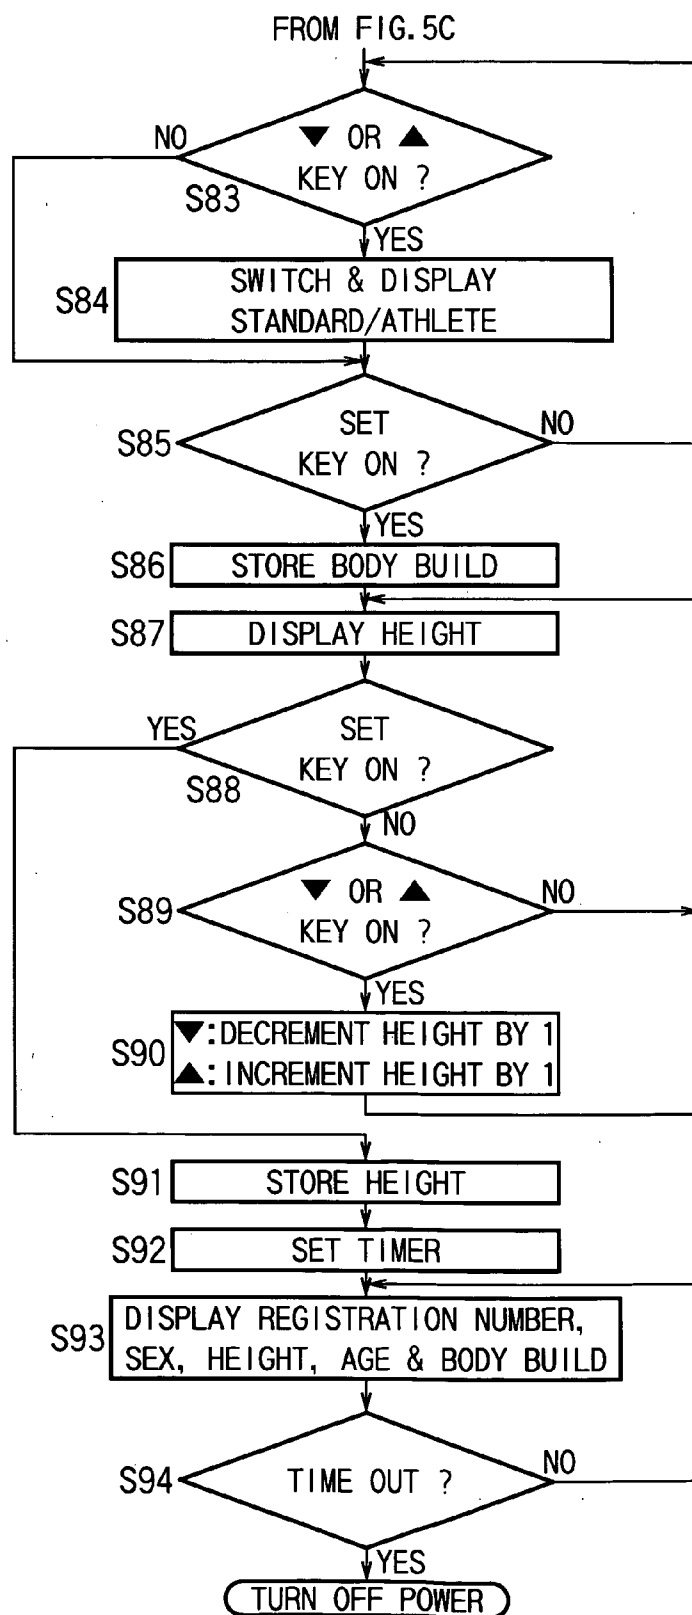 FROM FIG.5C
NO
▼ OR ▲
KEY ON ?
S83
YES
S84
SWITCH & DISPLAY
STANDARD/ATHLETE
S85
SET
KEY ON ?
NO
YES
S86
STORE BODY BUILD
S87
DISPLAY HEIGHT
YES
SET
KEY ON ?
S88
NO
S89
▼ OR ▲
KEY ON ?
NO
YES
S90
▼:DECREMENT HEIGHT BY 1
▲:INCREMENT HEIGHT BY 1
S91
STORE HEIGHT
S92
SET TIMER
S93
DISPLAY REGISTRATION NUMBER,
SEX, HEIGHT, AGE & BODY BUILD
S94
TIME OUT ?
NO
YES
TURN OFF POWER